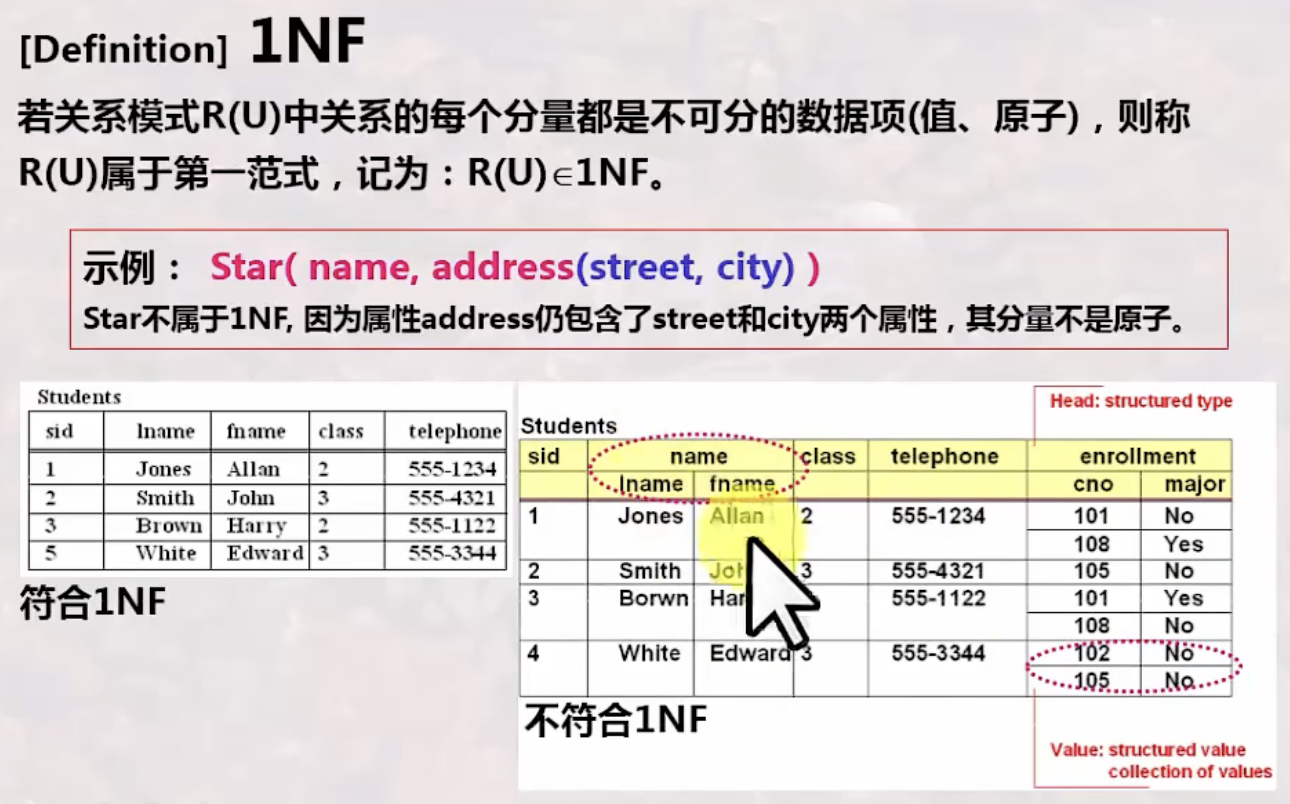 [Definition] 1NF
若关系模式R(U)中关系的每个分量都是不可分的数据项(值、原子)，则称
R(U)属于第一范式，记为：R(U)∈1NF。
示例： Star( name, address(street, city) )
Star不属于1NF, 因为属性address仍包含了street和city两个属性，其分量不是原子。
Students
sid lname fname class telephone
1 Jones Allan 2 555-1234
2 Smith John 3 555-4321
3 Brown Harry 2 555-1122
5 White Edward 3 555-3344
符合1NF
Head: structured type
Students
sid name class telephone enrollment
lname fname cno major
1 Jones Allan 2 555-1234 101 No
108 Yes
2 Smith 3 555-4321 105 No
3 Borwn 555-1122 101 Yes
108 No
4 White Edward 3 555-3344 102 No
105 No
不符合1NF
Value: structured value
collection of values